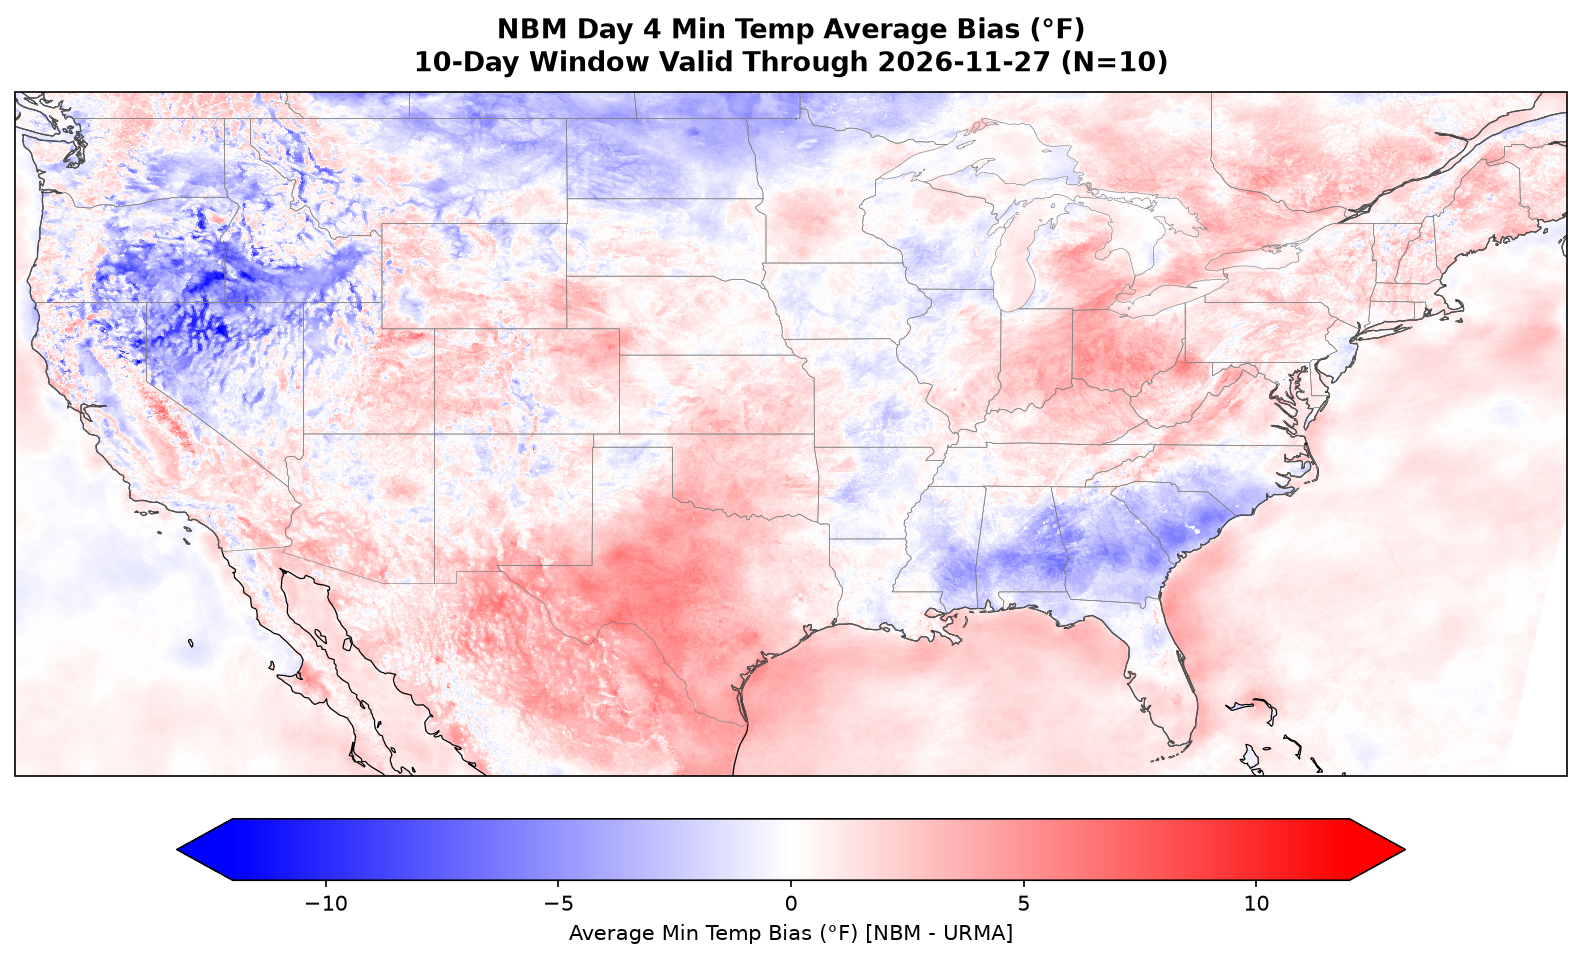 NBM Day 4 Min Temp Average Bias (°F)
10-Day Window Valid Through 2026-11-27 (N=10)
−10 −5 0 5 10
Average Min Temp Bias (°F) [NBM - URMA]